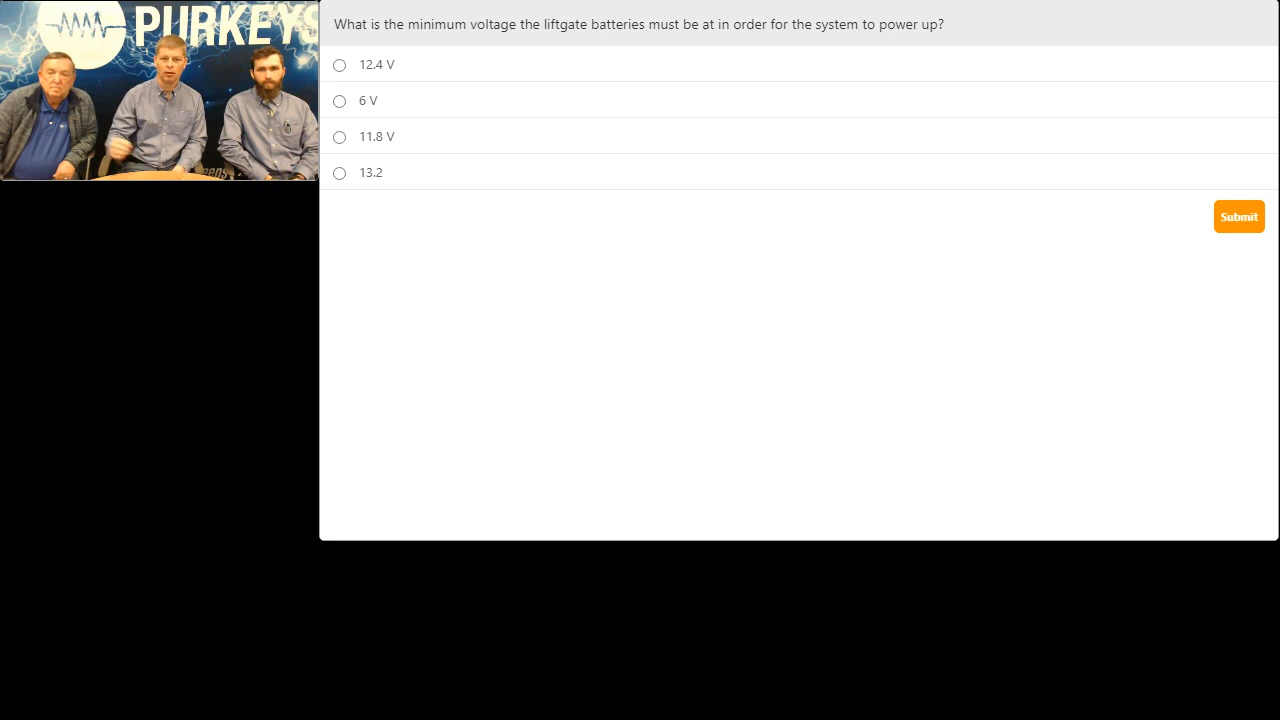 PURKEYS
What is the minimum voltage the liftgate batteries must be at in order for the system to power up?
12.4 V
6 V
11.8 V
13.2
Submit